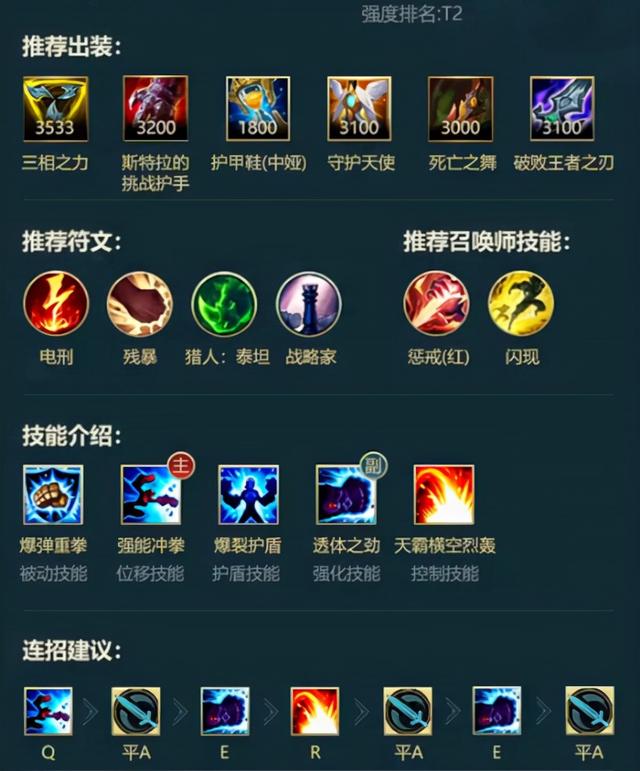 强度排名:T2
推荐出装：
3533 3200 1800 3100 3000 3100
三相之力 斯特拉的 护甲鞋(中娅) 守护天使 死亡之舞 破败王者之刃
挑战护手
推荐符文： 推荐召唤师技能：
电刑 残暴 猎人：泰坦 战略家 惩戒(红) 闪现
技能介绍：
主 副
爆弹重拳 强能冲拳 爆裂护盾 透体之劲 天霸横空烈轰
被动技能 位移技能 护盾技能 强化技能 控制技能
连招建议：
Q 平A E R 平A E 平A